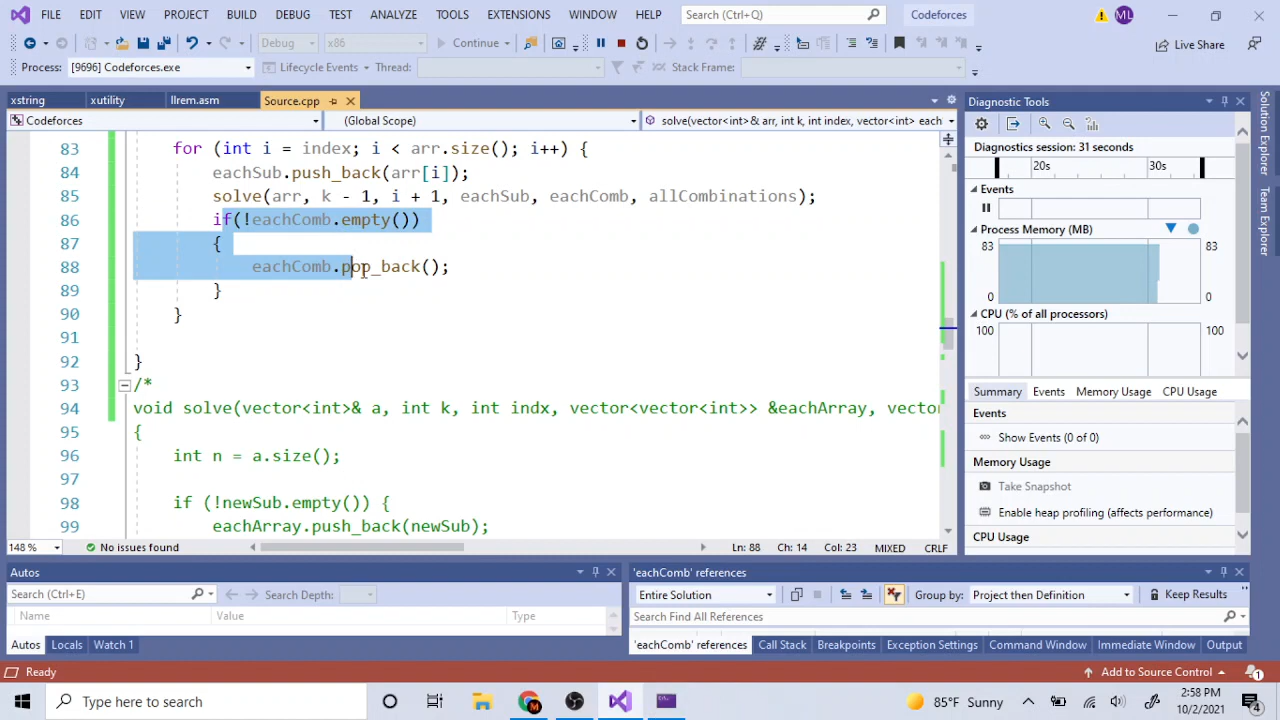 FILE EDIT VIEW PROJECT BUILD DEBUG TEST ANALYZE TOOLS EXTENSIONS WINDOW HELP Search (Ctrl+Q) Codeforces ML
Debug x86 Continue Live Share
Process: [9696] Codeforces.exe Lifecycle Events Thread: Stack Frame:
xstring xutility llrem.asm Source.cpp
Codeforces (Global Scope) solve(vector<int>& arr, int k, int index, vector<int> each
83 for (int i = index; i < arr.size(); i++) {
84 eachSub.push_back(arr[i]);
85 solve(arr, k - 1, i + 1, eachSub, eachComb, allCombinations);
86 if(!eachComb.empty())
87 {
88 eachComb.pop_back();
89 }
90 }
91
92 }
93 /*
94 void solve(vector<int>& a, int k, int indx, vector<vector<int>> &eachArray, vecto
95 {
96 int n = a.size();
97
98 if (!newSub.empty()) {
99 eachArray.push_back(newSub);
148 % No issues found Ln: 88 Ch: 14 Col: 23 MIXED CRLF
Diagnostic Tools
Diagnostics session: 31 seconds
20s 30s
Events
Process Memory (MB)
83 83
0 0
CPU (% of all processors)
100 100
Summary Events Memory Usage CPU Usage
Events
Show Events (0 of 0)
Memory Usage
Take Snapshot
Enable heap profiling (affects performance)
CPU Usage
Solution Explorer
Team Explorer
Autos
Search (Ctrl+E) Search Depth:
Name Value Type
Autos Locals Watch 1
'eachComb' references
Entire Solution Group by: Project then Definition Keep Results
Search Find All References
'eachComb' references Call Stack Breakpoints Exception Settings Command Window Immediate Window Output
Ready Add to Source Control 1
Type here to search 85°F Sunny 2:58 PM
10/2/2021 4